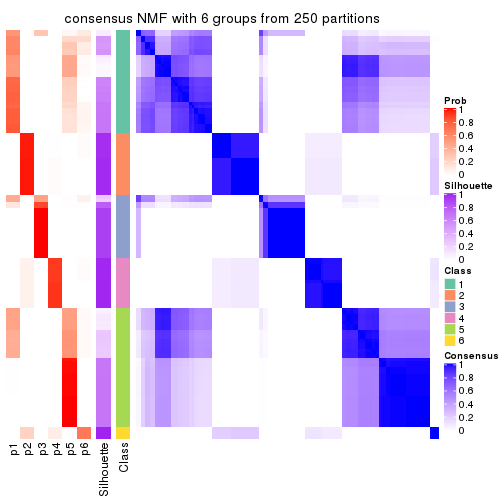 consensus NMF with 6 groups from 250 partitions
Prob
1
0.8
0.6
0.4
0.2
0
Silhouette
1
0.8
0.6
0.4
0.2
0
Class
1
2
3
4
5
6
Consensus
1
0.8
0.6
0.4
0.2
0
p1
p2
p3
p4
p5
p6
Silhouette
Class